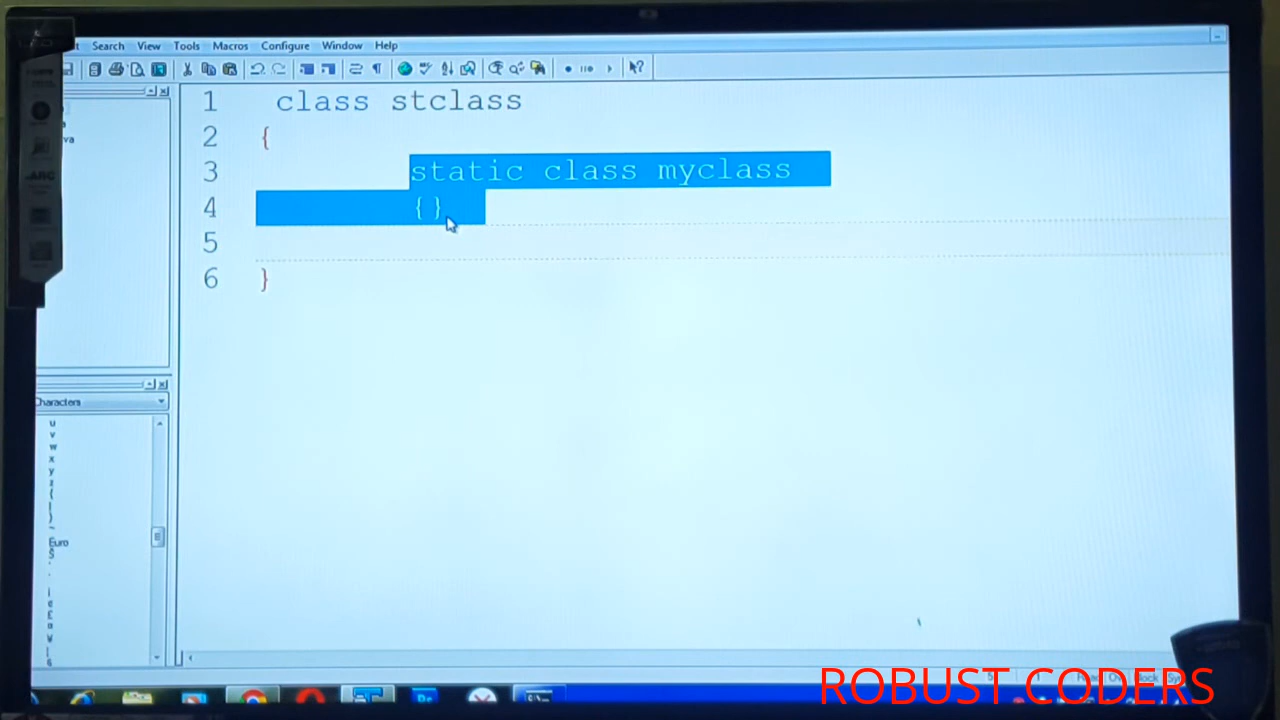 Search View Tools Macros Configure Window Help
1 class stclass
2 {
3 static class myclass
4 {}
5
6 }
va
Characters
u
v
w
x
y
z
{
|
}
~
Euro
Š
ROBUST CODERS